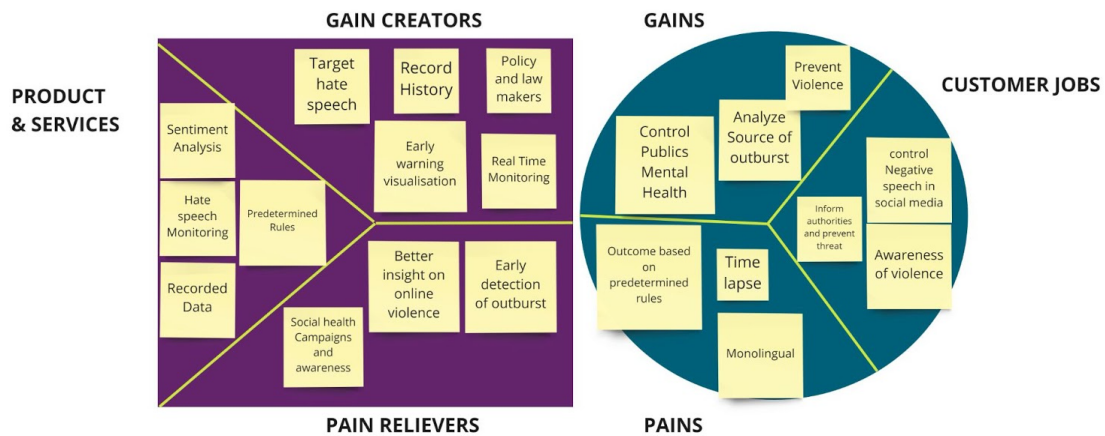 GAIN CREATORS
GAINS
PRODUCT
& SERVICES
CUSTOMER JOBS
Target
hate
speech
Record
History
Policy
and law
makers
Early
warning
visualisation
Real Time
Monitoring
Sentiment
Analysis
Hate
speech
Monitoring
Predetermined
Rules
Recorded
Data
Better
insight on
online
violence
Early
detection
of outburst
Social health
Campaigns
and
awareness
Prevent
Violence
Analyze
Source of
outburst
Control
Publics
Mental
Health
control
Negative
speech in
social media
Inform
authorities
and prevent
threat
Awareness
of violence
Outcome based
on
predetermined
rules
Time
lapse
Monolingual
PAIN RELIEVERS
PAINS